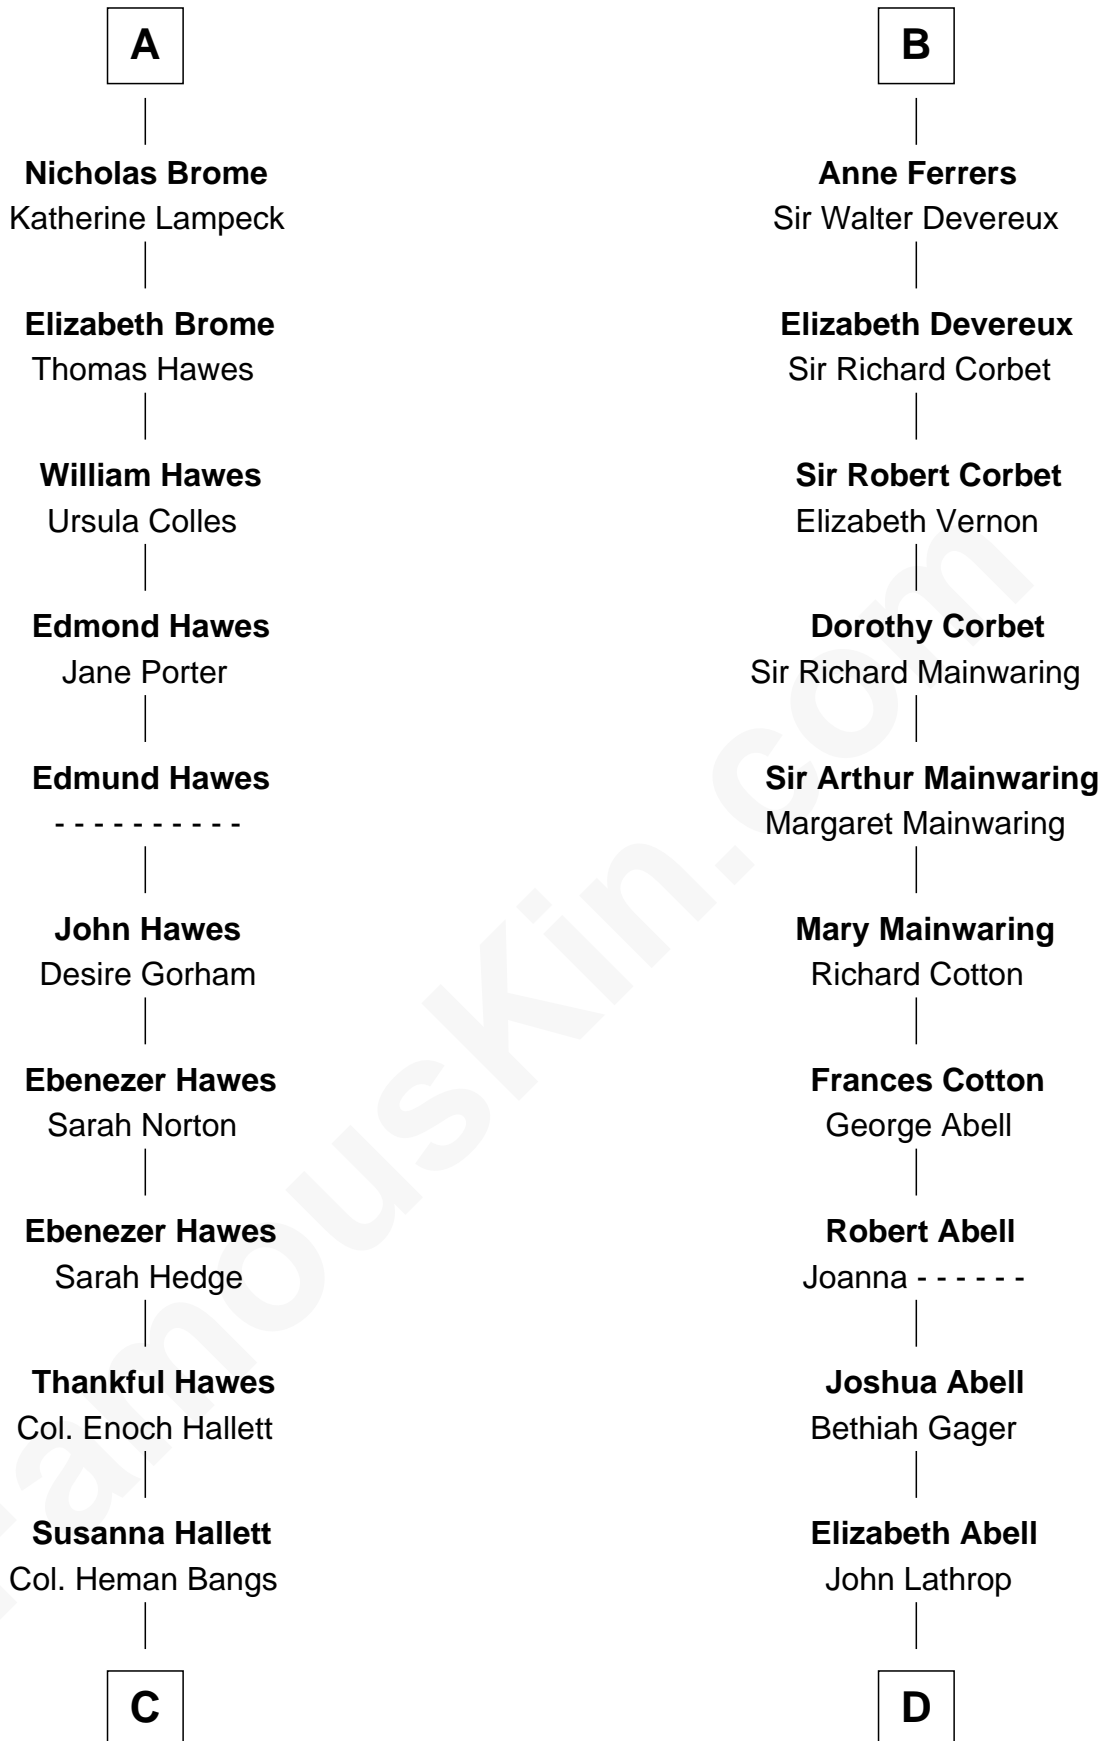 A
Nicholas Brome
Katherine Lampeck
Elizabeth Brome
Thomas Hawes
William Hawes
Ursula Colles
Edmond Hawes
Jane Porter
Edmund Hawes
- - - - - - - - - -
John Hawes
Desire Gorham
Ebenezer Hawes
Sarah Norton
Ebenezer Hawes
Sarah Hedge
Thankful Hawes
Col. Enoch Hallett
Susanna Hallett
Col. Heman Bangs
C
B
Anne Ferrers
Sir Walter Devereux
Elizabeth Devereux
Sir Richard Corbet
Sir Robert Corbet
Elizabeth Vernon
Dorothy Corbet
Sir Richard Mainwaring
Sir Arthur Mainwaring
Margaret Mainwaring
Mary Mainwaring
Richard Cotton
Frances Cotton
George Abell
Robert Abell
Joanna - - - - - -
Joshua Abell
Bethiah Gager
Elizabeth Abell
John Lathrop
D
FamousKin.com